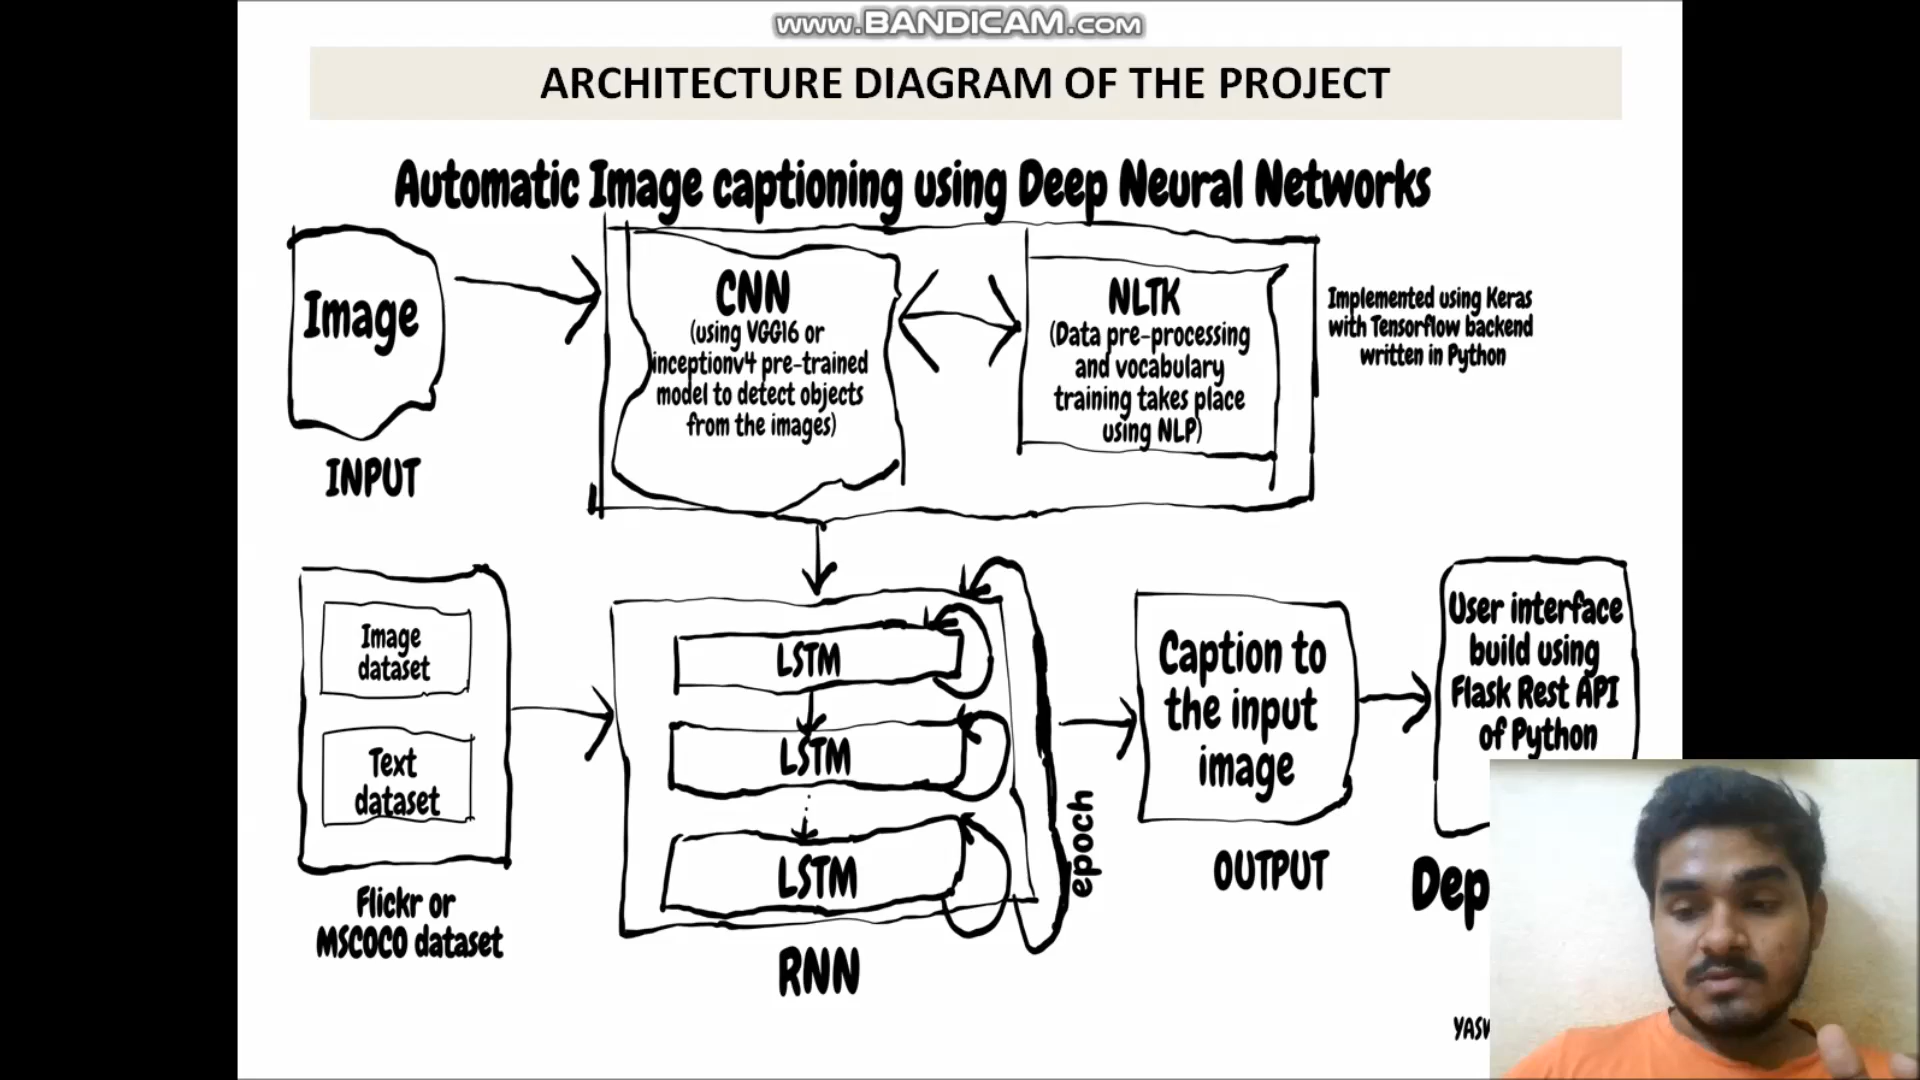 www.BANDICAM.com
ARCHITECTURE DIAGRAM OF THE PROJECT
Automatic Image captioning using Deep Neural Networks
Image
INPUT
CNN
(using VGG16 or
inceptionv4 pre-trained
model to detect objects
from the images)
NLTK
(Data pre-processing
and vocabulary
training takes place
using NLP)
Implemented using Keras
with Tensorflow backend
written in Python
Image
dataset
Text
dataset
Flickr or
MSCOCO dataset
LSTM
LSTM
LSTM
RNN
epoch
Caption to
the input
image
OUTPUT
User interface
build using
Flask Rest API
of Python